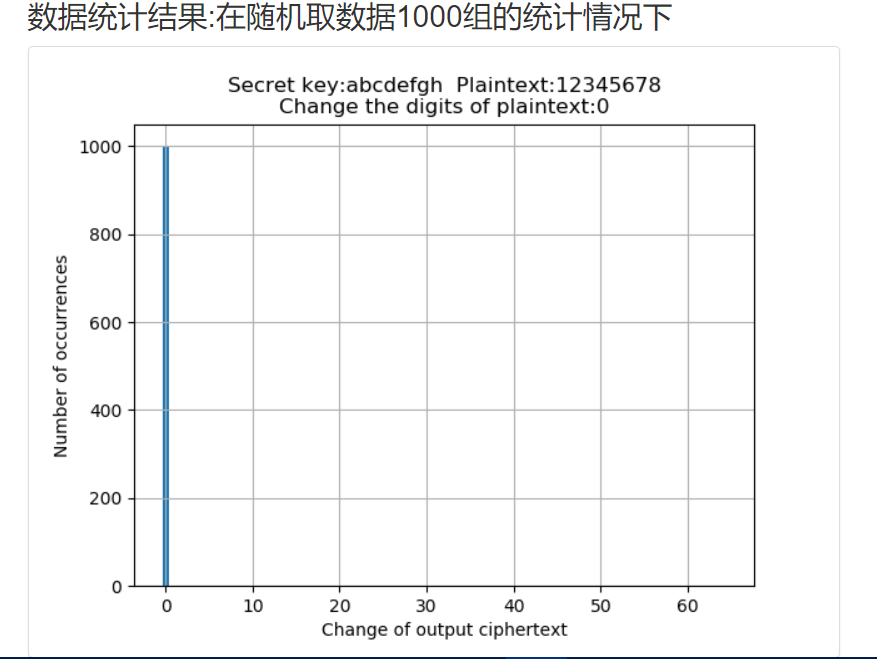 数据统计结果:在随机取数据1000组的统计情况下
Secret key:abcdefgh  Plaintext:12345678
Change the digits of plaintext:0
1000
800
600
400
200
0
Number of occurrences
0 10 20 30 40 50 60
Change of output ciphertext